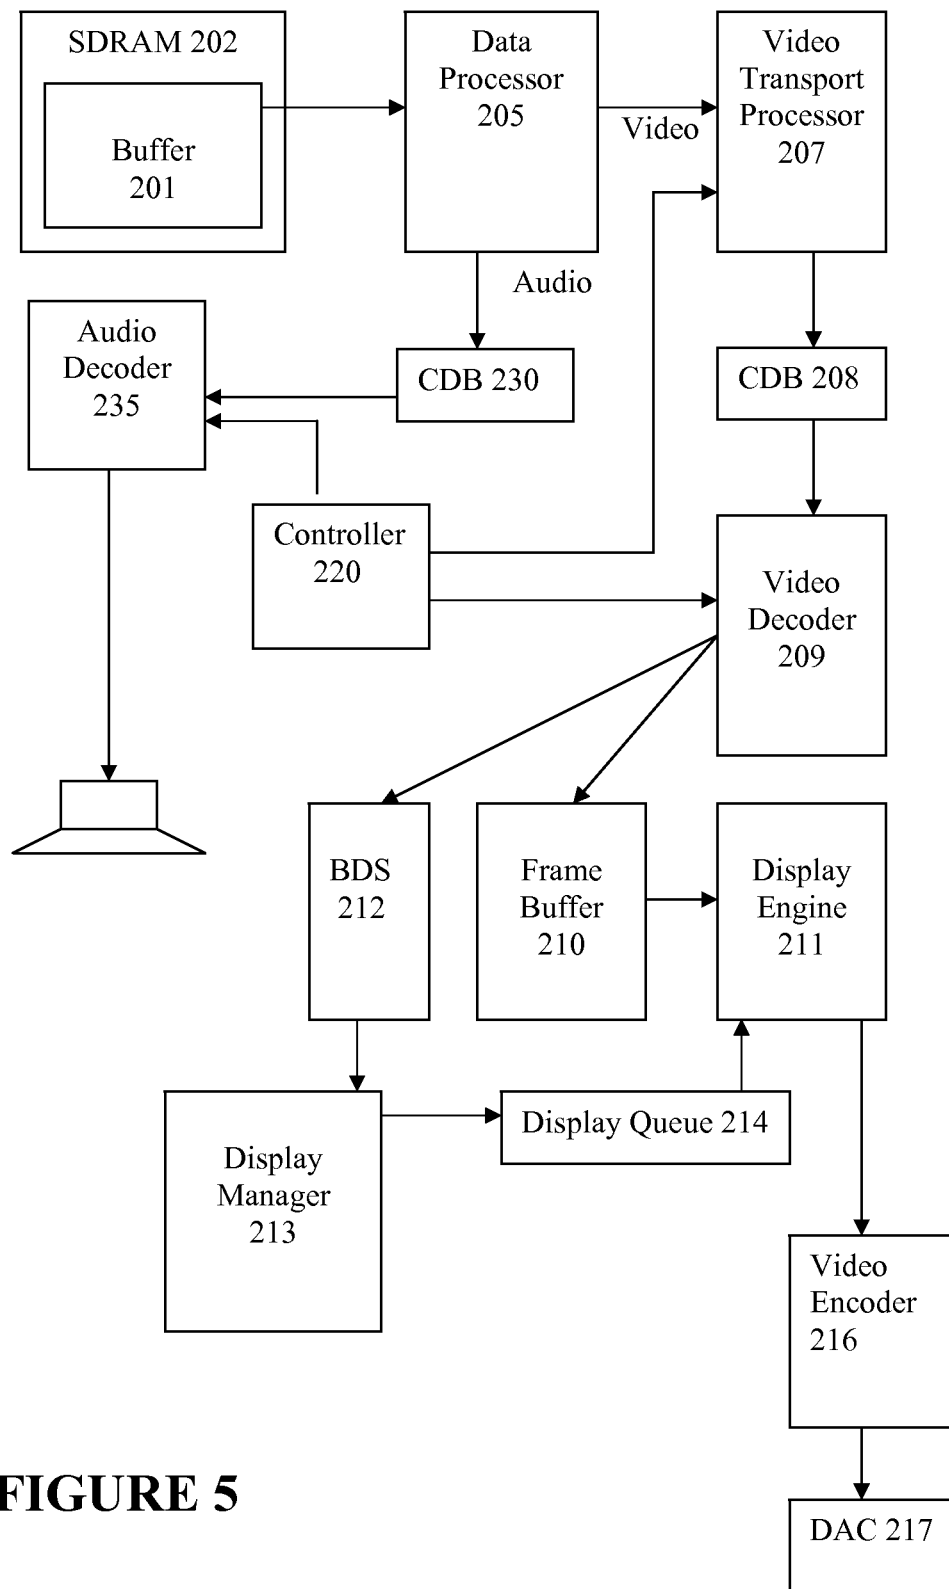 SDRAM 202
Buffer
201
Data
Processor
205
Video
Video
Transport
Processor
207
Audio
Audio
Decoder
235
CDB 230
CDB 208
Controller
220
Video
Decoder
209
BDS
212
Frame
Buffer
210
Display
Engine
211
Display
Manager
213
Display Queue 214
Video
Encoder
216
FIGURE 5
DAC 217